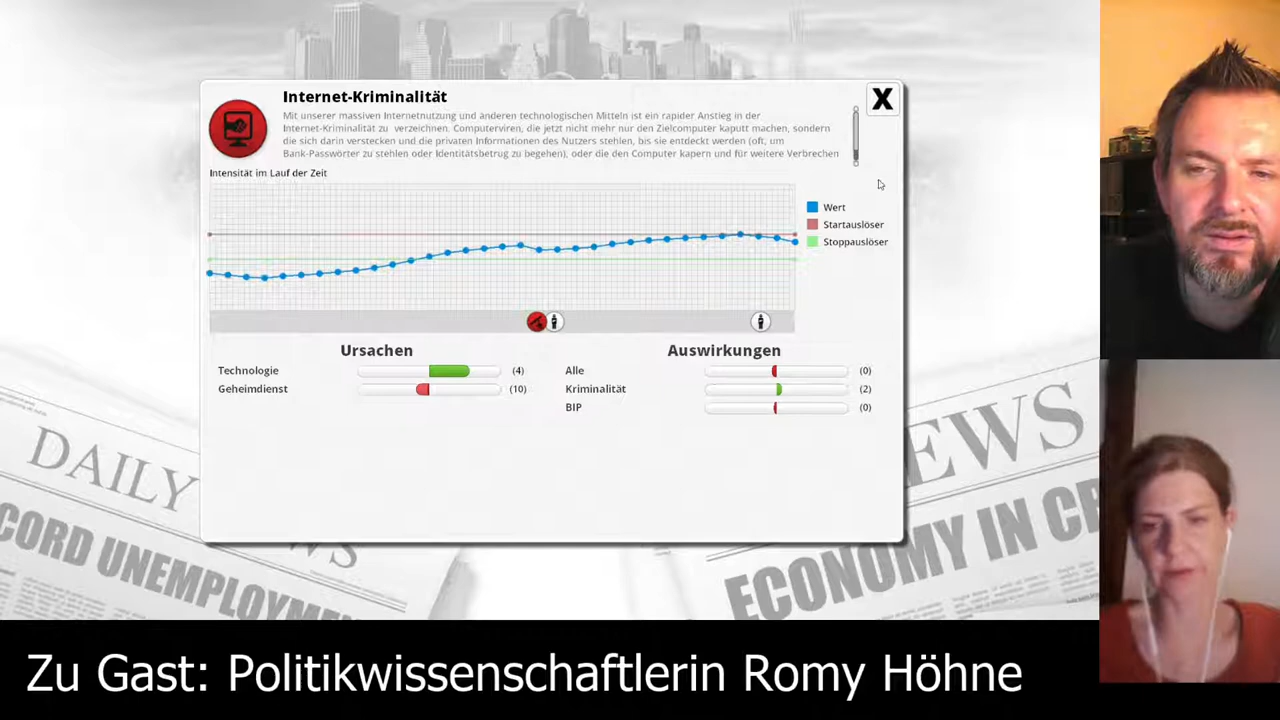 Internet-Kriminalität
X
Mit unserer massiven Internetnutzung und anderen technologischen Mitteln ist ein rapider Anstieg in der
Internet-Kriminalität zu verzeichnen. Computerviren, die jetzt nicht mehr nur den Zielcomputer kaputt machen, sondern
die sich darin verstecken und die privaten Informationen des Nutzers stehlen, bis sie entdeckt werden (oft, um
Bank-Passwörter zu stehlen oder Identitätsbetrug zu begehen), oder die den Computer kapern und für weitere Verbrechen
Intensität im Lauf der Zeit
Wert
Startauslöser
Stoppauslöser
Ursachen
Technologie (4)
Geheimdienst (10)
Auswirkungen
Alle (0)
Kriminalität (2)
BIP (0)
DAILY
NEWS
CORD UNEMPLOYME
EWS
ECONOMY IN CR
Zu Gast: Politikwissenschaftlerin Romy Höhne